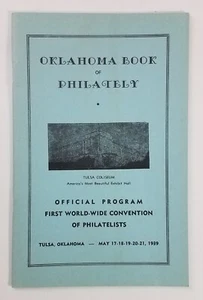 OKLAHOMA BOOK
OF
PHILATELY
TULSA COLISEUM
America's Most Beautiful Exhibit Hall
OFFICIAL PROGRAM
FIRST WORLD-WIDE CONVENTION
OF PHILATELISTS
TULSA, OKLAHOMA — MAY 17-18-19-20-21, 1939